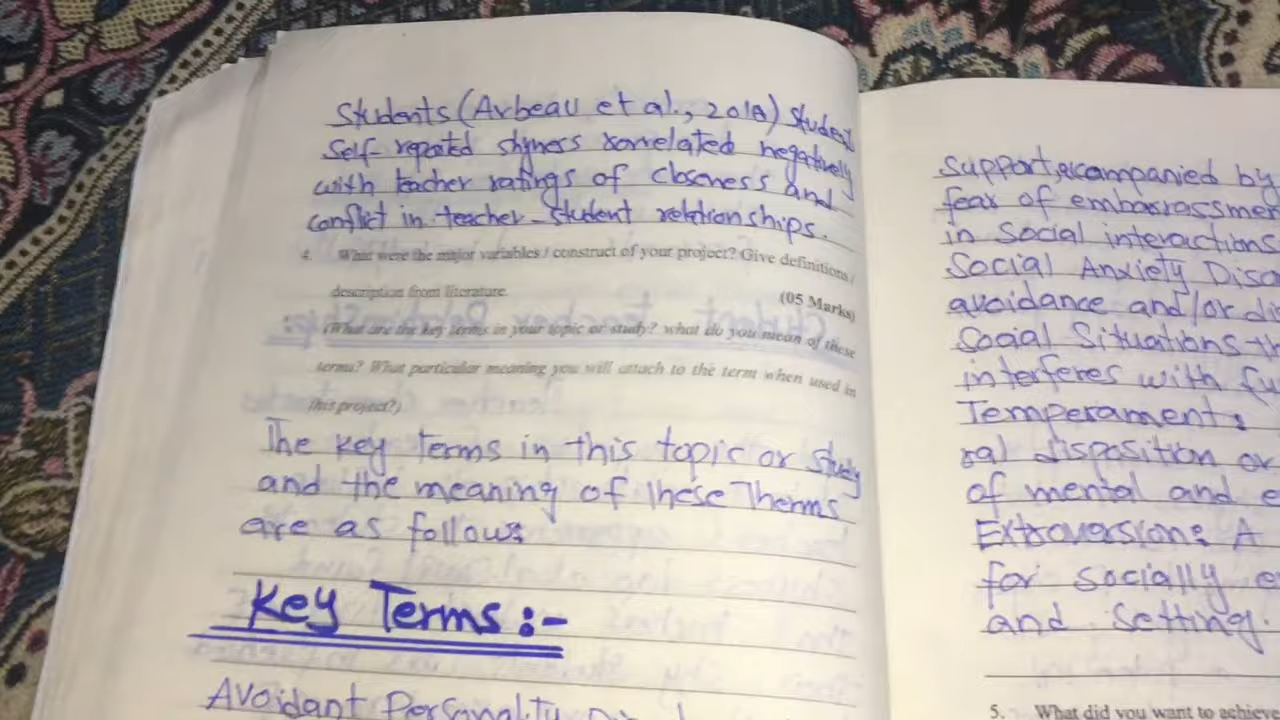 Students (Arbeau et al., 2018) Student
Self-repoted shyness correlated negatively
with teacher ratings of closeness and
conflict in teacher-student reletionships.
4. What were the major variables / construct of your project? Give definitions /
description from literature. (05 Marks)
(What are the key terms in your topic or study? what do you mean of these
terms? What particular meaning you will attach to the term when used in
this project?)
The Key Terms in this topic or study
and the meaning of these Therms
are as follow:
Key Terms :-
Avoidant Personality
Support, accompanied by
fear of embarrassmen
in Social interactions
Social Anxiety Diso
avoidance and/or di
Social Situations th
interferes with fu
Temperament:
ral disposition or
of mental and e
Extroversion: A
for socially e
and setting.
5. What did you want to achieve